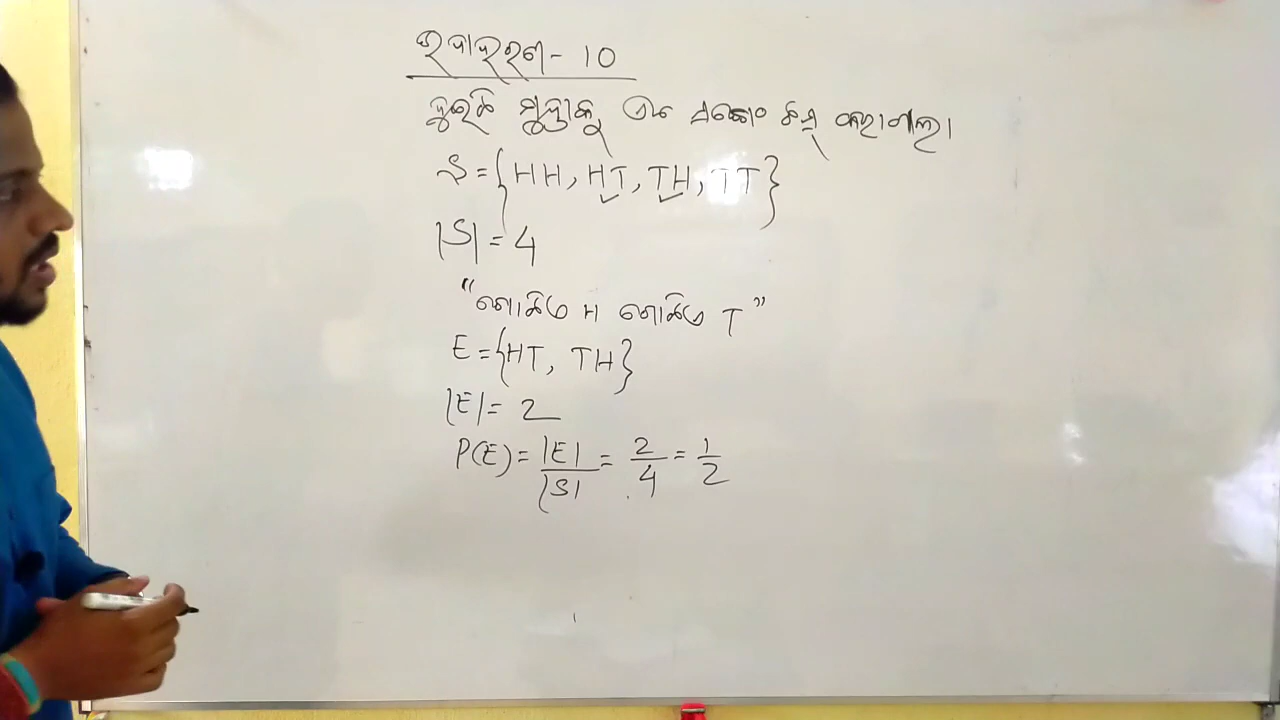 ଉଦାହରଣ- 10
ଦୁଇଟି ମୁଦ୍ରାକୁ ଏକ ସଙ୍ଗେ ଟସ୍ କରାଗଲା
S = {HH, HT, TH, TT}
|S| = 4
"ଗୋଟିଏ H ଗୋଟିଏ T"
E = {HT, TH}
|E| = 2
P(E) = |E| / |S| = 2/4 = 1/2